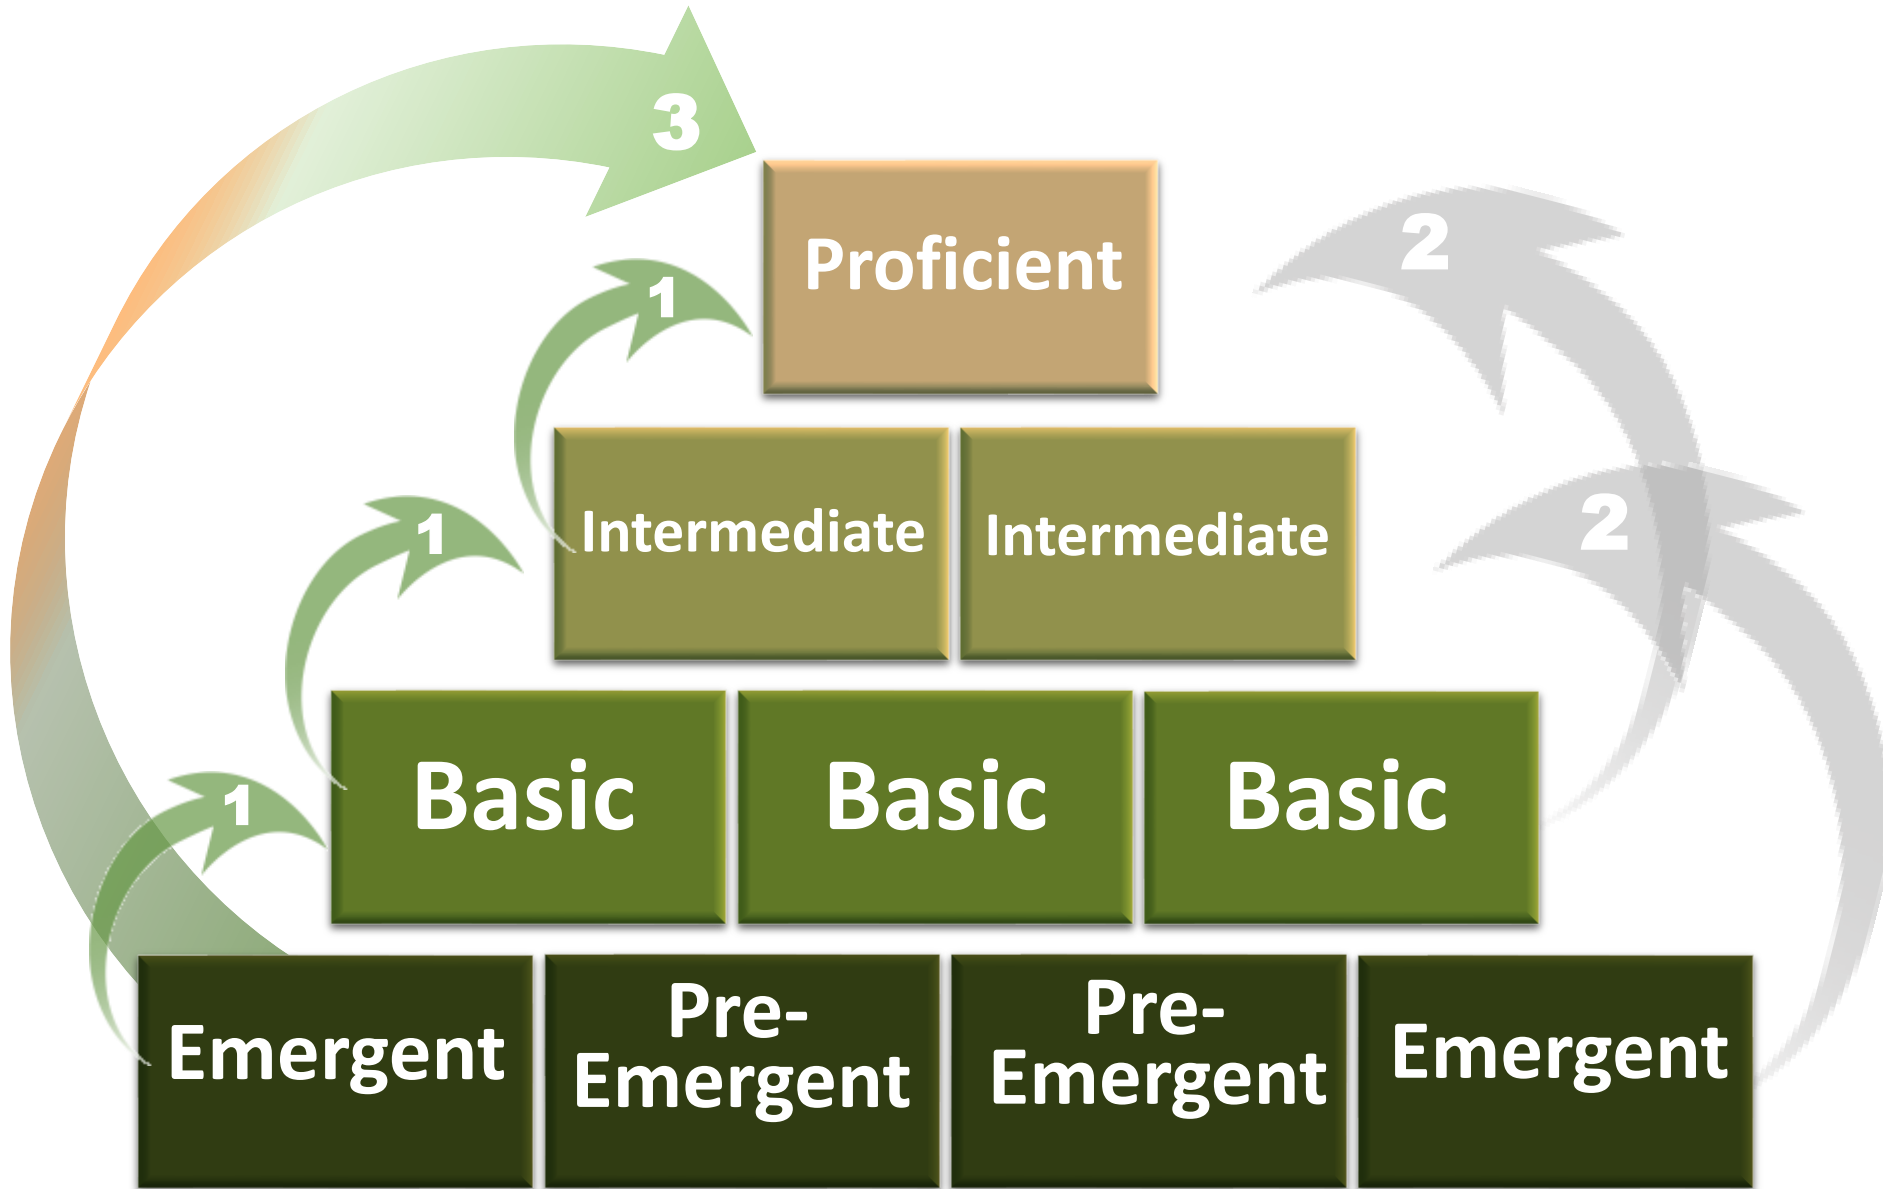 3
Proficient
2
1
Intermediate
Intermediate
1
2
Basic
Basic
Basic
1
Emergent
Pre-
Emergent
Pre-
Emergent
Emergent